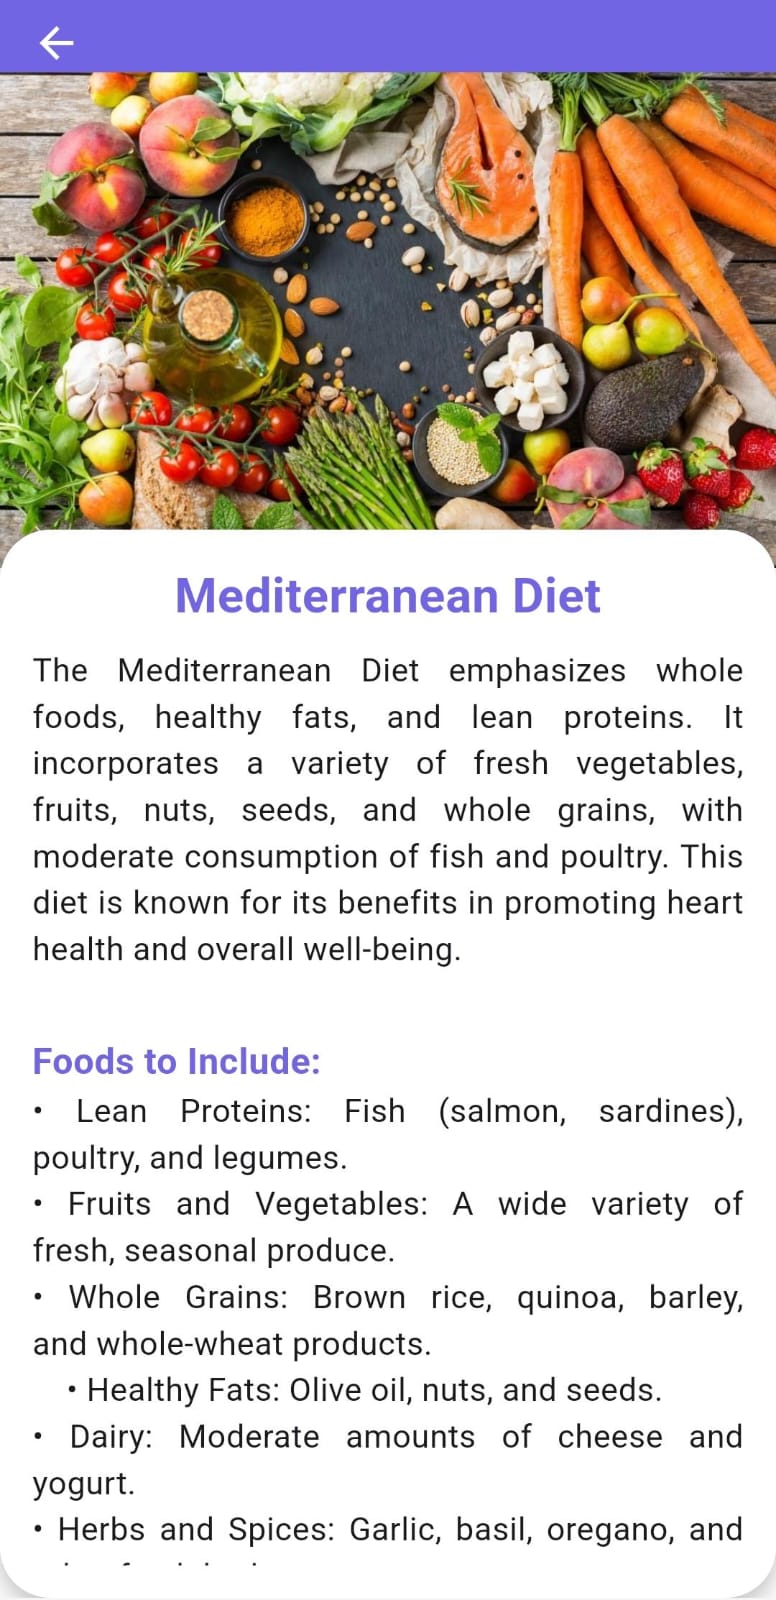 Mediterranean Diet
The Mediterranean Diet emphasizes whole
foods, healthy fats, and lean proteins. It
incorporates a variety of fresh vegetables,
fruits, nuts, seeds, and whole grains, with
moderate consumption of fish and poultry. This
diet is known for its benefits in promoting heart
health and overall well-being.
Foods to Include:
• Lean Proteins: Fish (salmon, sardines),
poultry, and legumes.
• Fruits and Vegetables: A wide variety of
fresh, seasonal produce.
• Whole Grains: Brown rice, quinoa, barley,
and whole-wheat products.
• Healthy Fats: Olive oil, nuts, and seeds.
• Dairy: Moderate amounts of cheese and
yogurt.
• Herbs and Spices: Garlic, basil, oregano, and